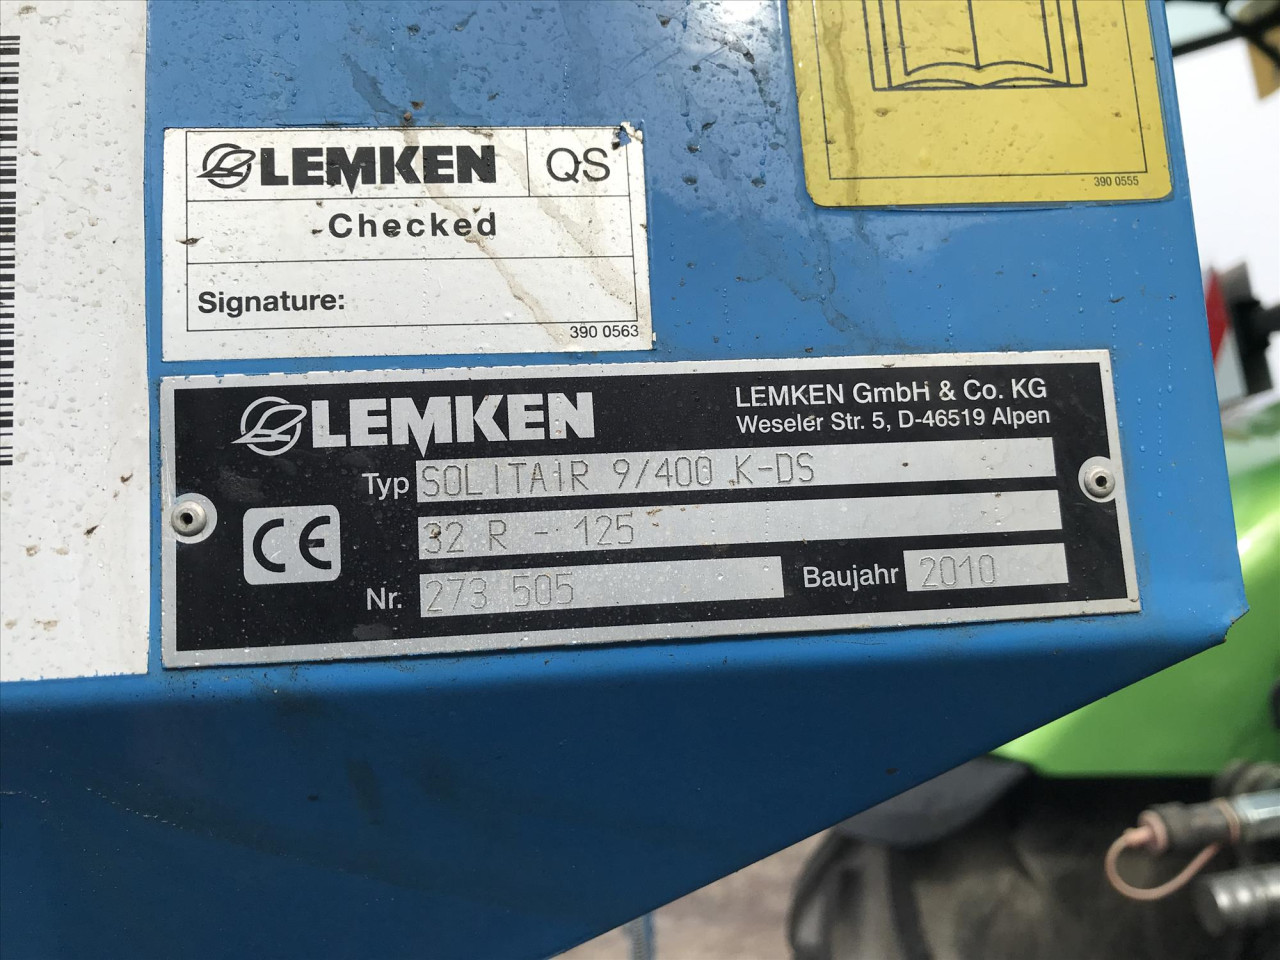 LEMKEN QS
Checked
Signature:
390 0563
390 0555
LEMKEN
LEMKEN GmbH & Co. KG
Weseler Str. 5, D-46519 Alpen
Typ SOLITAIR 9/400 K-DS
32 R - 125
CE
Nr. 273 505 Baujahr 2010